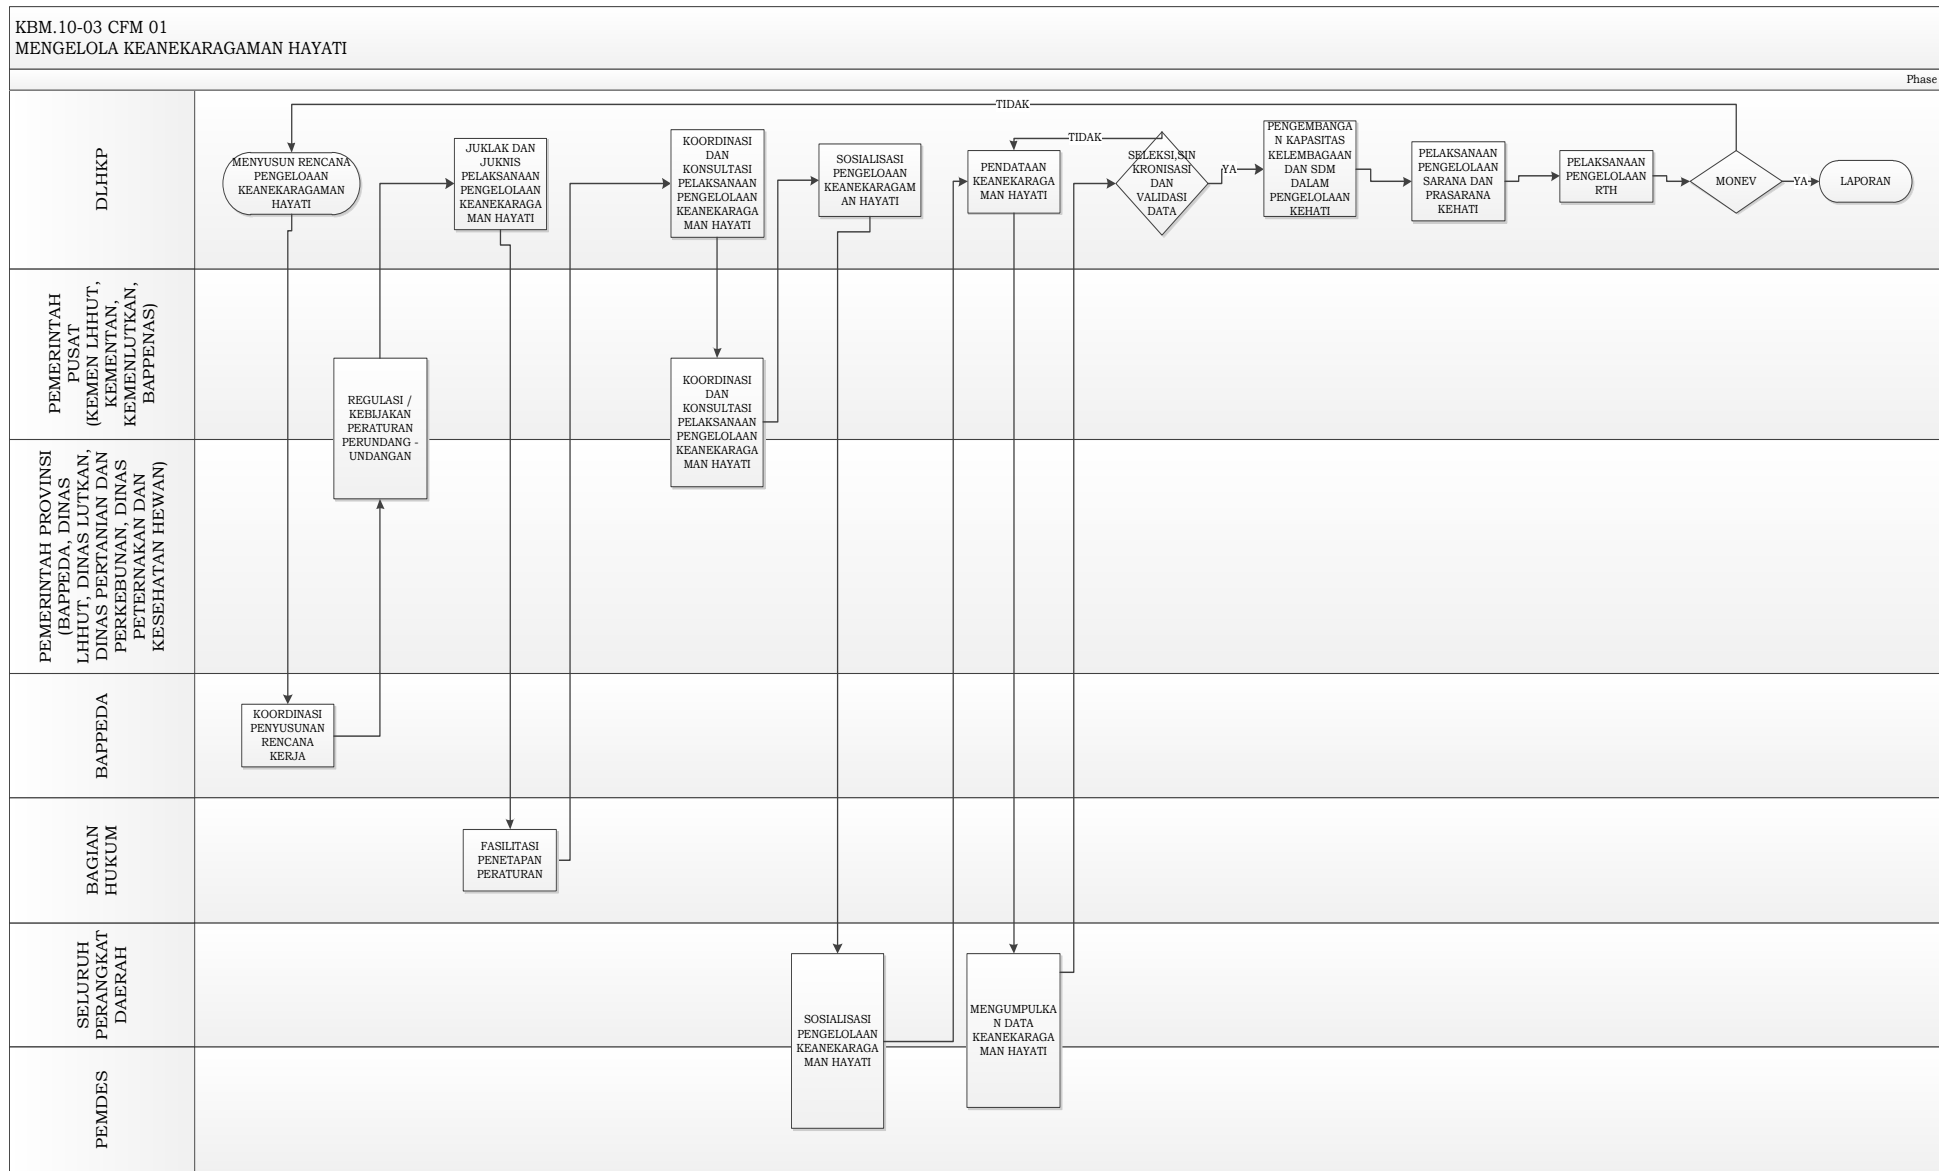 KBM.10-03 CFM 01
MENGELOLA KEANEKARAGAMAN HAYATI
Phase
DLHKP
TIDAK
MENYUSUN RENCANA
PENGELOAAN
KEANEKARAGAMAN
HAYATI
JUKLAK DAN
JUKNIS
PELAKSANAAN
PENGELOLAAN
KEANEKARAGA
MAN HAYATI
KOORDINASI
DAN
KONSULTASI
PELAKSANAAN
PENGELOLAAN
KEANEKARAGA
MAN HAYATI
SOSIALISASI
PENGELOAAN
KEANEKARAGAM
AN HAYATI
PENDATAAN
KEANEKARAGA
MAN HAYATI
TIDAK
SELEKSI,SIN
KRONISASI
DAN
VALIDASI
DATA
YA
PENGEMBANGA
N KAPASITAS
KELEMBAGAAN
DAN SDM
DALAM
PENGELOLAAN
KEHATI
PELAKSANAAN
PENGELOLAAN
SARANA DAN
PRASARANA
KEHATI
PELAKSANAAN
PENGELOLAAN
RTH
MONEV
YA
LAPORAN
PEMERINTAH
PUSAT
(KEMEN LHHUT,
KEMENTAN,
KEMENLUTKAN,
BAPPENAS)
REGULASI /
KEBIJAKAN
PERATURAN
PERUNDANG -
UNDANGAN
KOORDINASI
DAN
KONSULTASI
PELAKSANAAN
PENGELOLAAN
KEANEKARAGA
MAN HAYATI
PEMERINTAH PROVINSI
(BAPPEDA, DINAS
LHHUT, DINAS LUTKAN,
DINAS PERTANIAN DAN
PERKEBUNAN, DINAS
PETERNAKAN DAN
KESEHATAN HEWAN)
BAPPEDA
KOORDINASI
PENYUSUNAN
RENCANA
KERJA
BAGIAN
HUKUM
FASILITASI
PENETAPAN
PERATURAN
SELURUH
PERANGKAT
DAERAH
SOSIALISASI
PENGELOLAAN
KEANEKARAGA
MAN HAYATI
MENGUMPULKA
N DATA
KEANEKARAGA
MAN HAYATI
PEMDES